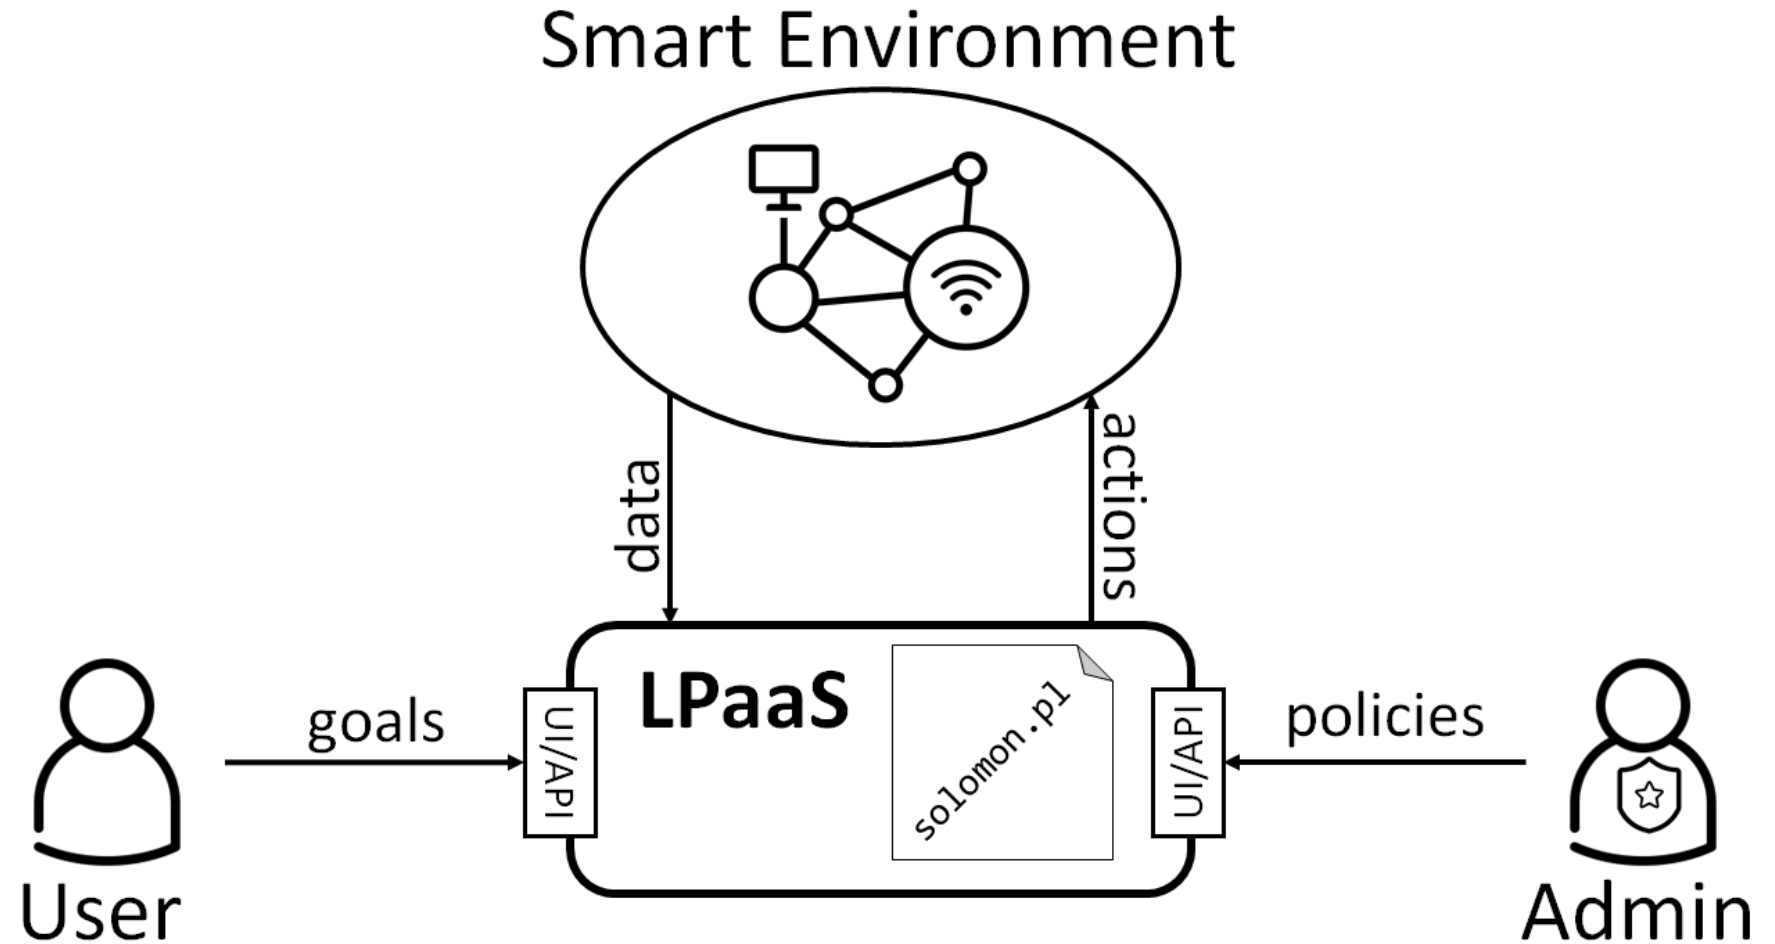 Smart Environment
data
actions
LPaaS
solomon.pl
goals
UI/API
UI/API
policies
User
Admin